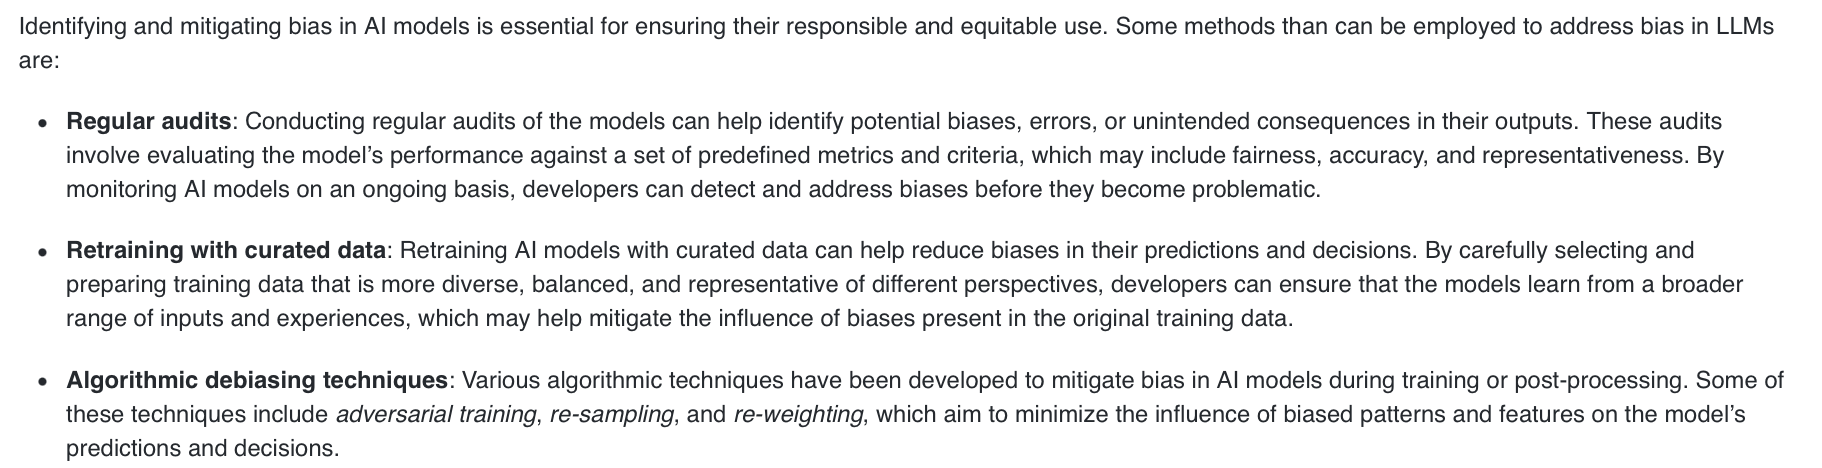 Identifying and mitigating bias in AI models is essential for ensuring their responsible and equitable use. Some methods than can be employed to address bias in LLMs
are:
• Regular audits: Conducting regular audits of the models can help identify potential biases, errors, or unintended consequences in their outputs. These audits
involve evaluating the model’s performance against a set of predefined metrics and criteria, which may include fairness, accuracy, and representativeness. By
monitoring AI models on an ongoing basis, developers can detect and address biases before they become problematic.
• Retraining with curated data: Retraining AI models with curated data can help reduce biases in their predictions and decisions. By carefully selecting and
preparing training data that is more diverse, balanced, and representative of different perspectives, developers can ensure that the models learn from a broader
range of inputs and experiences, which may help mitigate the influence of biases present in the original training data.
• Algorithmic debiasing techniques: Various algorithmic techniques have been developed to mitigate bias in AI models during training or post-processing. Some of
these techniques include adversarial training, re-sampling, and re-weighting, which aim to minimize the influence of biased patterns and features on the model’s
predictions and decisions.